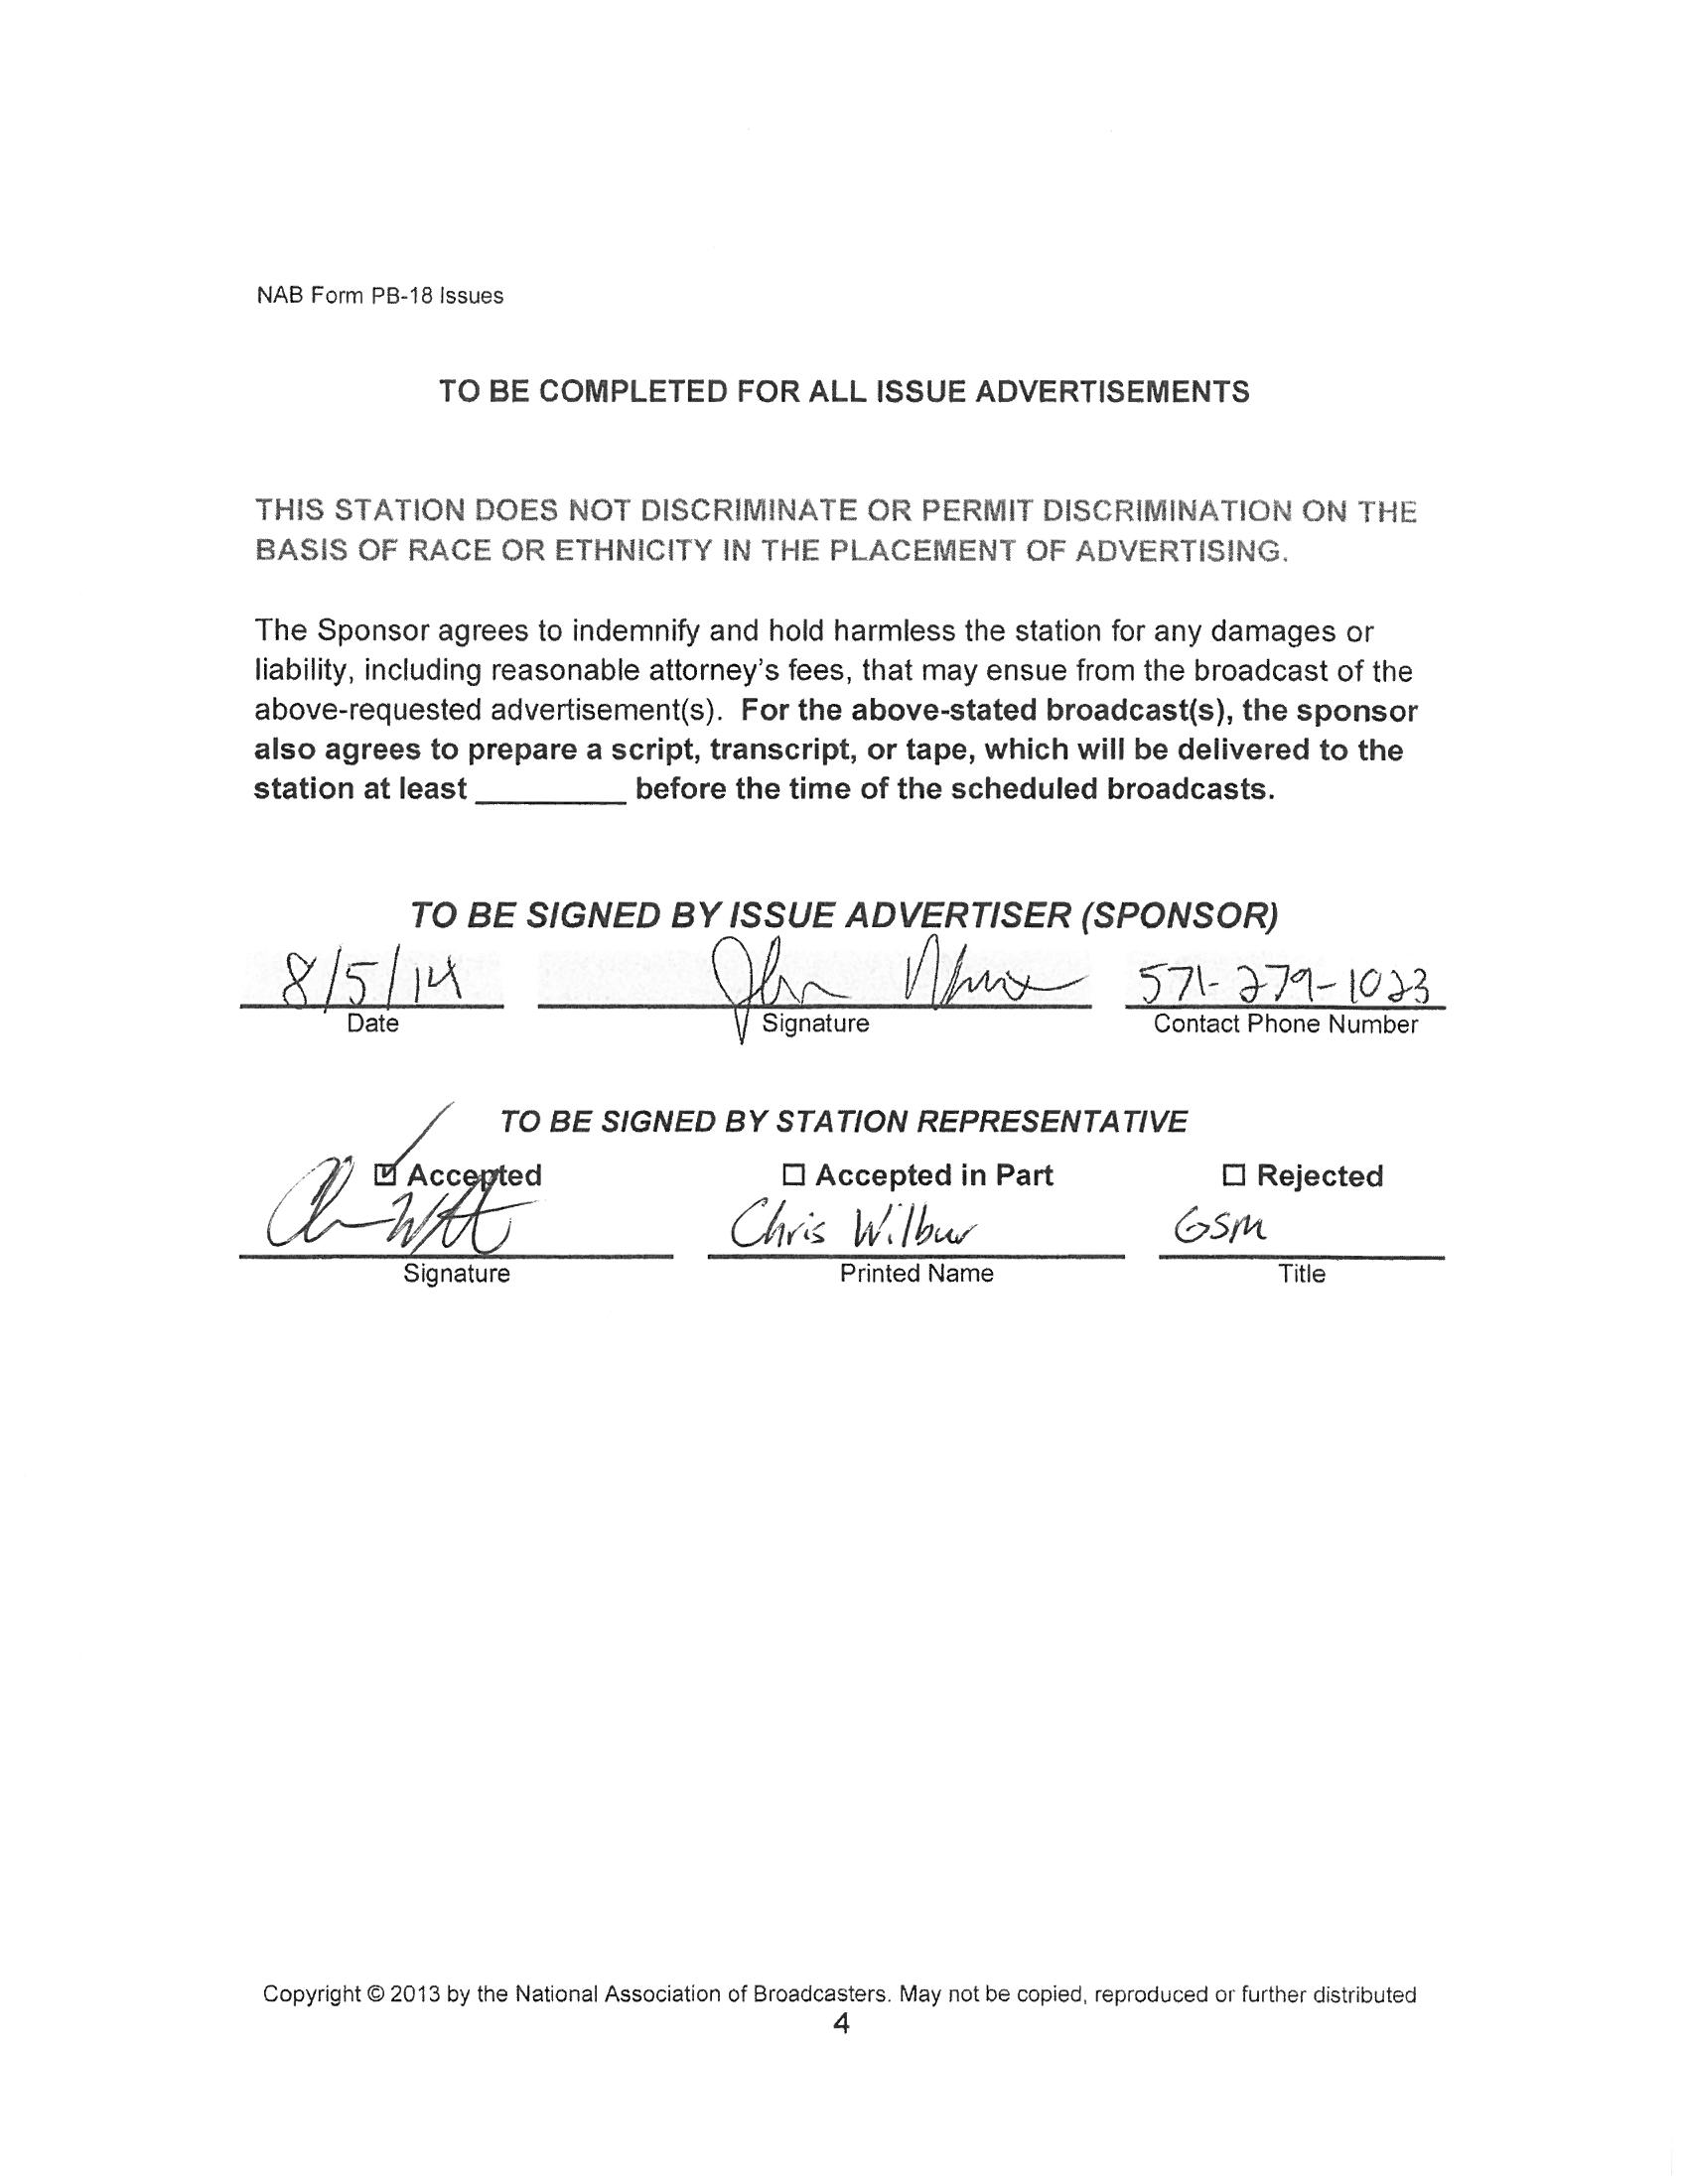 NAB Form PB-18 Issues
TO BE COMPLETED FOR ALL ISSUE ADVERTISEMENTS
THIS STATION DOES NOT DISCRIMINATE OR PERMIT DISCRIMINATION ON THE
BASIS OF RACE OR ETHNICITY IN THE PLACEMENT OF ADVERTISING.
The Sponsor agrees to indemnify and hold harmless the station for any damages or
liability, including reasonable attorney's fees, that may ensue from the broadcast of the
above-requested advertisement(s). For the above-stated broadcast(s), the sponsor
also agrees to prepare a script, transcript, or tape, which will be delivered to the
station at least before the time of the scheduled broadcasts.
TO BE SIGNED BY ISSUE ADVERTISER (SPONSOR)
8/5/14 John 571-279-1023
Date Signature Contact Phone Number
TO BE SIGNED BY STATION REPRESENTATIVE
Accepted Accepted in Part Rejected
Chris Wilbur GSM
Signature Printed Name Title
Copyright © 2013 by the National Association of Broadcasters. May not be copied, reproduced or further distributed
4